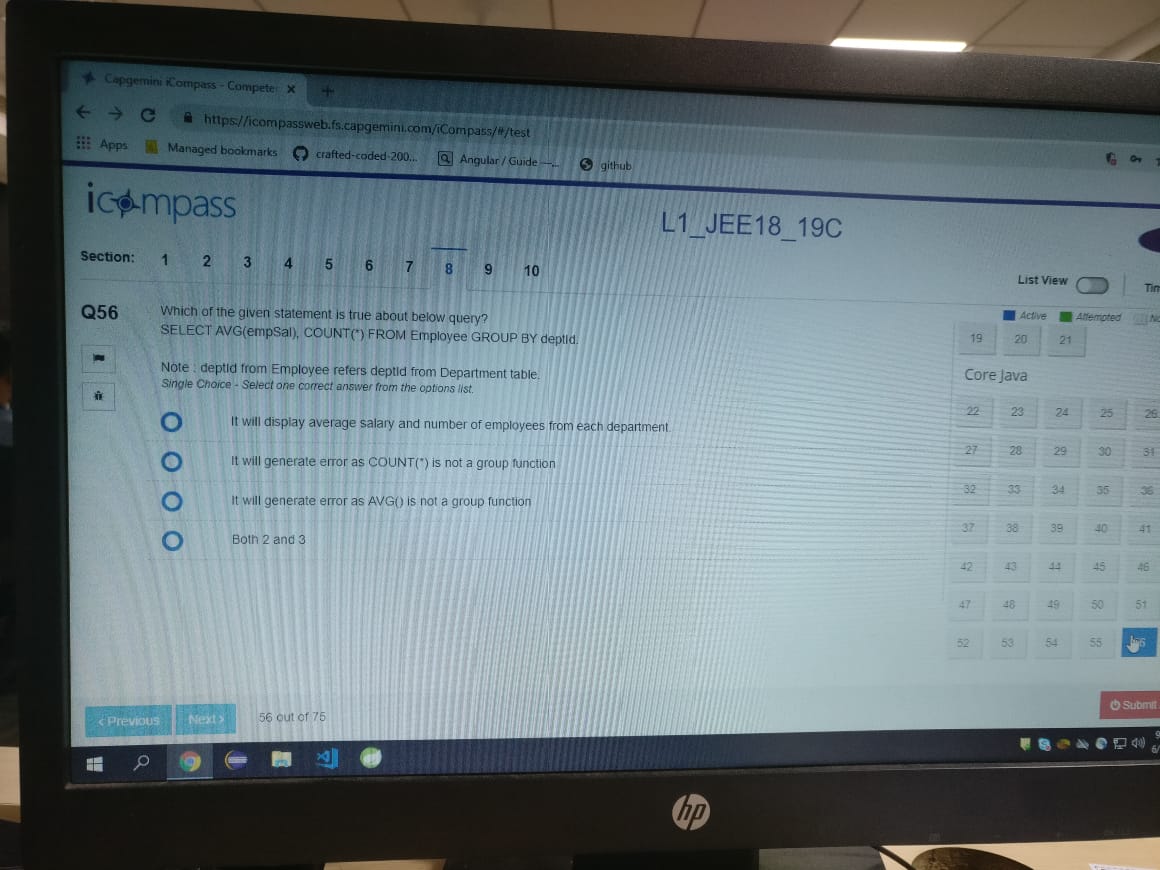 Capgemini iCompass - Compete
https://icompassweb.fs.capgemini.com/iCompass/#/test
Apps Managed bookmarks crafted-coded-200... Angular / Guide —... github
icompass
L1_JEE18_19C
Section: 1 2 3 4 5 6 7 8 9 10
List View
Active Attempted
Q56
Which of the given statement is true about below query?
SELECT AVG(empSal), COUNT(*) FROM Employee GROUP BY deptId.
Note : deptId from Employee refers deptId from Department table.
Single Choice - Select one correct answer from the options list.
It will display average salary and number of employees from each department.
It will generate error as COUNT(*) is not a group function
It will generate error as AVG() is not a group function
Both 2 and 3
19 20 21
Core Java
22 23 24 25 26
27 28 29 30 31
32 33 34 35 36
37 38 39 40 41
42 43 44 45 46
47 48 49 50 51
52 53 54 55
< Previous Next > 56 out of 75
Submit
hp